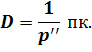 D = 1/p″ пк.